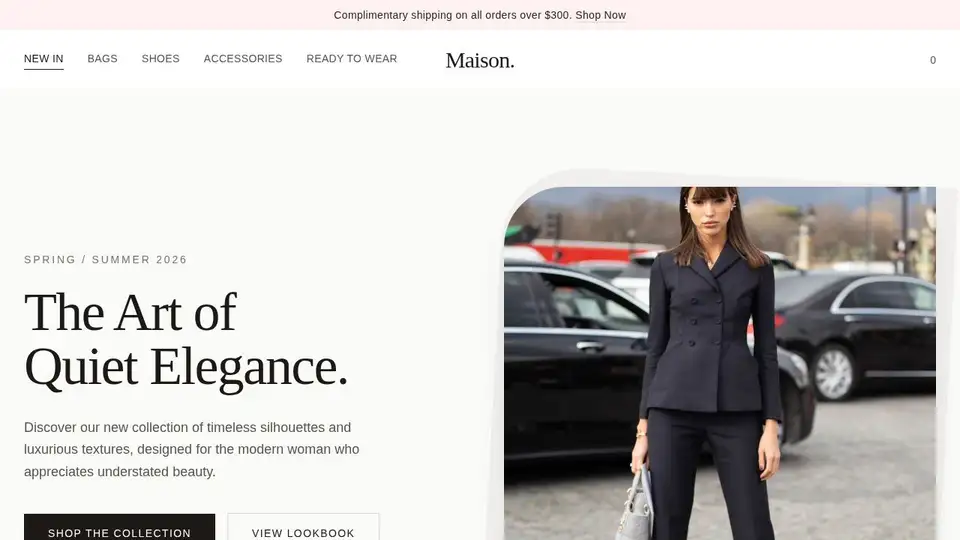 Complimentary shipping on all orders over $300. Shop Now
NEW IN BAGS SHOES ACCESSORIES READY TO WEAR Maison. 0
SPRING / SUMMER 2026
The Art of
Quiet Elegance.
Discover our new collection of timeless silhouettes and
luxurious textures, designed for the modern woman who
appreciates understated beauty.
SHOP THE COLLECTION VIEW LOOKBOOK